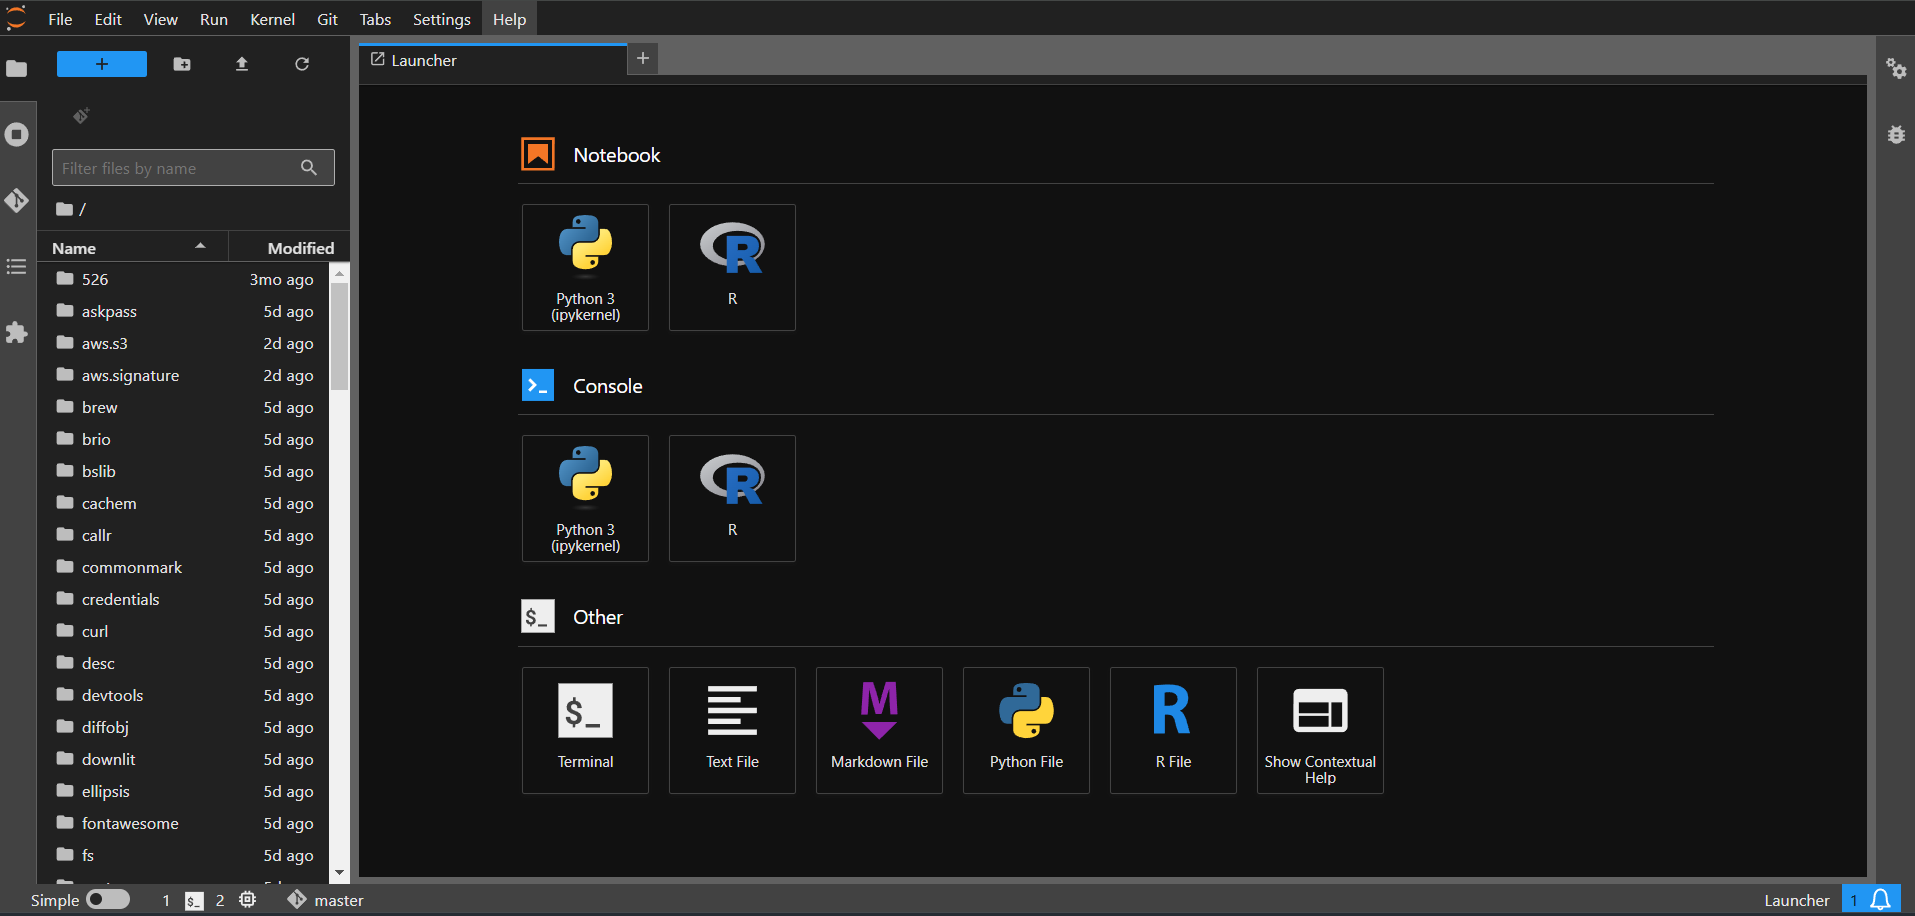 File Edit View Run Kernel Git Tabs Settings Help
Launcher
Filter files by name
/
Name Modified
526 3mo ago
askpass 5d ago
aws.s3 2d ago
aws.signature 2d ago
brew 5d ago
brio 5d ago
bslib 5d ago
cachem 5d ago
callr 5d ago
commonmark 5d ago
credentials 5d ago
curl 5d ago
desc 5d ago
devtools 5d ago
diffobj 5d ago
downlit 5d ago
ellipsis 5d ago
fontawesome 5d ago
fs 5d ago
Notebook
Python 3
(ipykernel)
R
Console
Python 3
(ipykernel)
R
$_ Other
$_
Terminal
Text File
M
Markdown File
Python File
R
R File
Show Contextual
Help
Simple 1 $_ 2 master Launcher 1